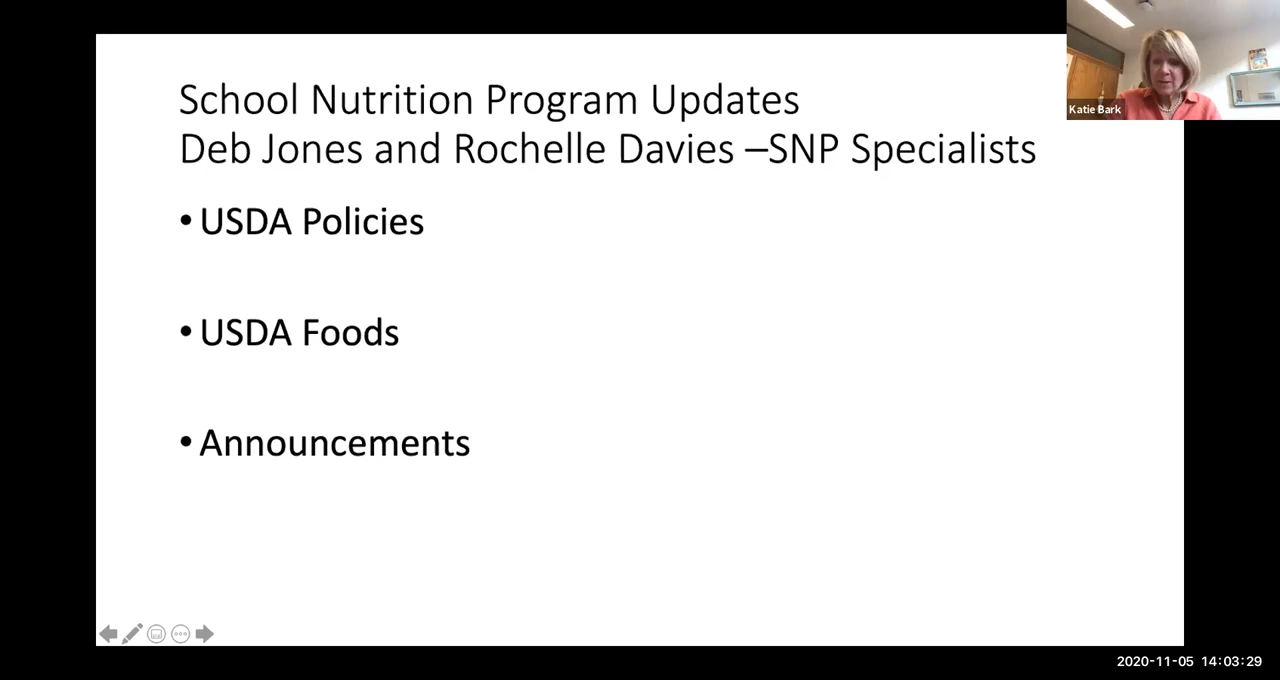 School Nutrition Program Updates
Deb Jones and Rochelle Davies –SNP Specialists
• USDA Policies
• USDA Foods
• Announcements
Katie Bark
2020-11-05 14:03:29